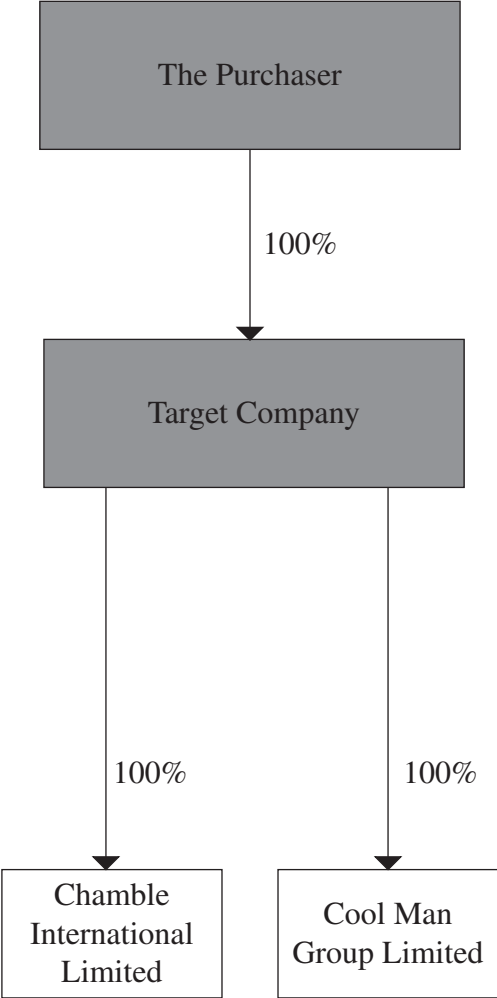 The Purchaser
100%
Target Company
100%
100%
Chamble
International
Limited
Cool Man
Group Limited